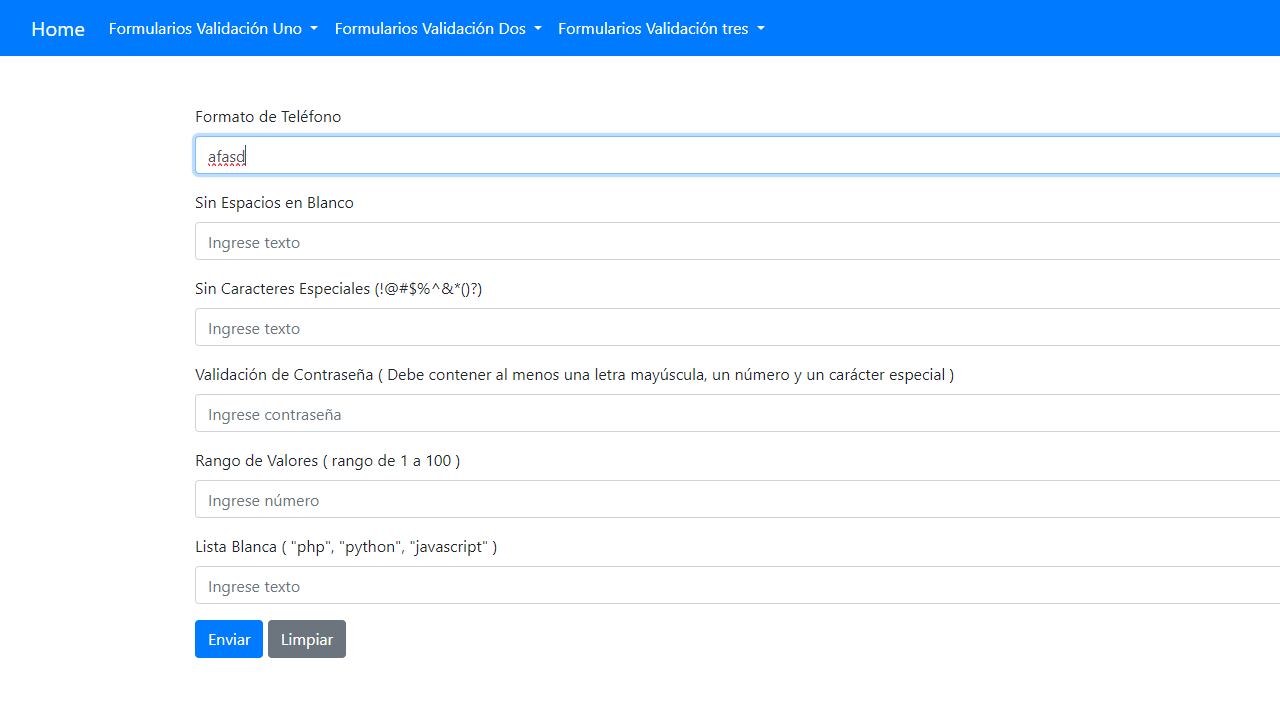 Home Formularios Validación Uno Formularios Validación Dos Formularios Validación tres
Formato de Teléfono
afasd
Sin Espacios en Blanco
Ingrese texto
Sin Caracteres Especiales (!@#$%^&*()?)
Ingrese texto
Validación de Contraseña ( Debe contener al menos una letra mayúscula, un número y un carácter especial )
Ingrese contraseña
Rango de Valores ( rango de 1 a 100 )
Ingrese número
Lista Blanca ( "php", "python", "javascript" )
Ingrese texto
Enviar Limpiar